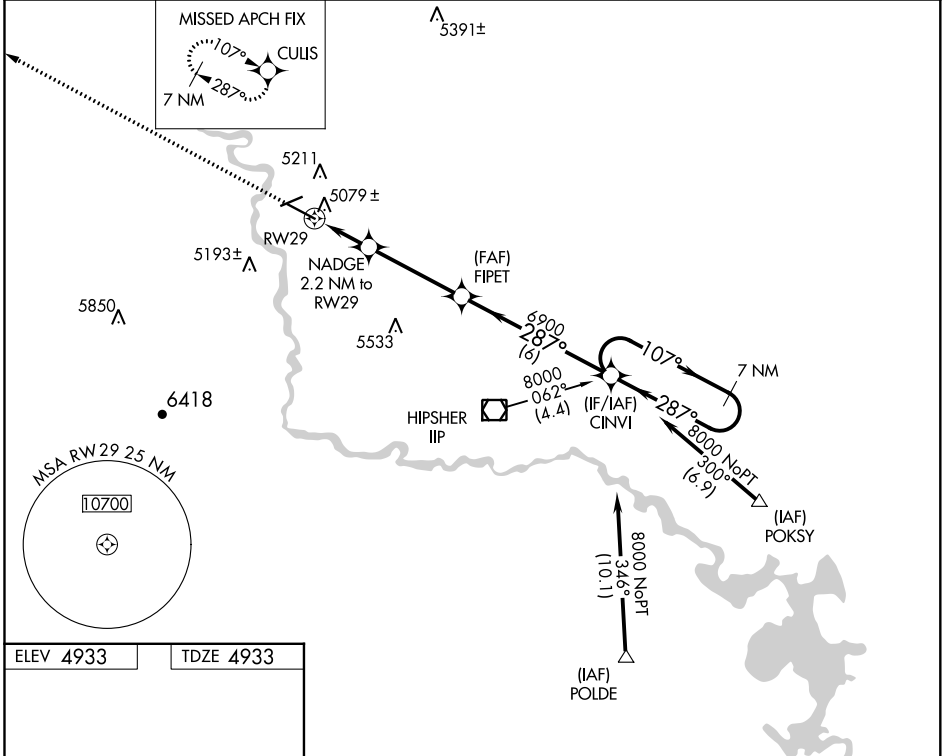 MISSED APCH FIX
107°
CULIS
287°
7 NM
5391±
5211
5079±
RW29
5193±
NADGE
2.2 NM to
RW29
(FAF)
FIPET
5850
5533
6900
287°
(6)
107°
7 NM
8000
062°
(4.4)
HIPSHER
IIP
(IF/IAF)
CINVI
287°
6418
8000 NoPT
300°
(6.9)
(IAF)
POKSY
MSA RW29 25 NM
10700
8000 NoPT
346°
(10.1)
(IAF)
POLDE
ELEV 4933
TDZE 4933